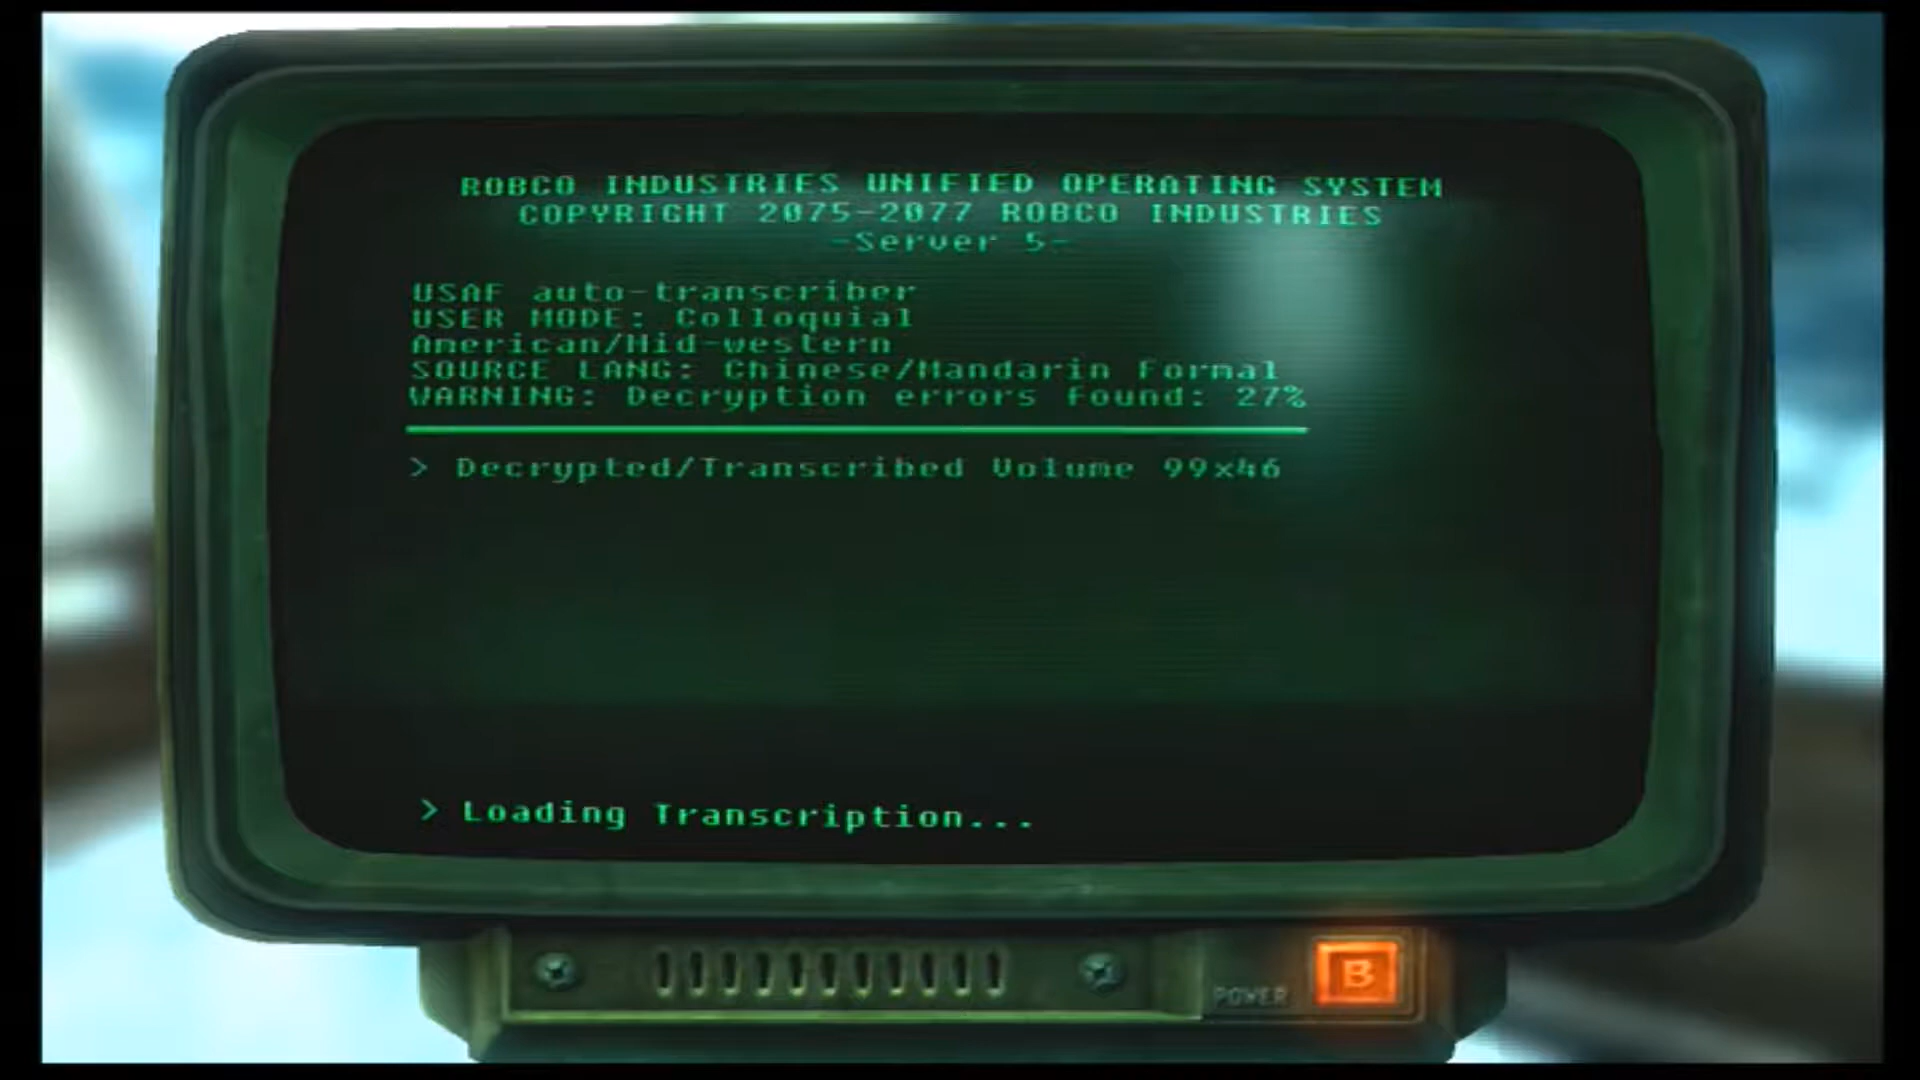 ROBCO INDUSTRIES UNIFIED OPERATING SYSTEM
COPYRIGHT 2075-2077 ROBCO INDUSTRIES
-Server 5-
USAF auto-transcriber
USER MODE: Colloquial
American/Mid-western
SOURCE LANG: Chinese/Mandarin Formal
WARNING: Decryption errors found: 27%
> Decrypted/Transcribed Volume 99x46
> Loading Transcription...
POWER B